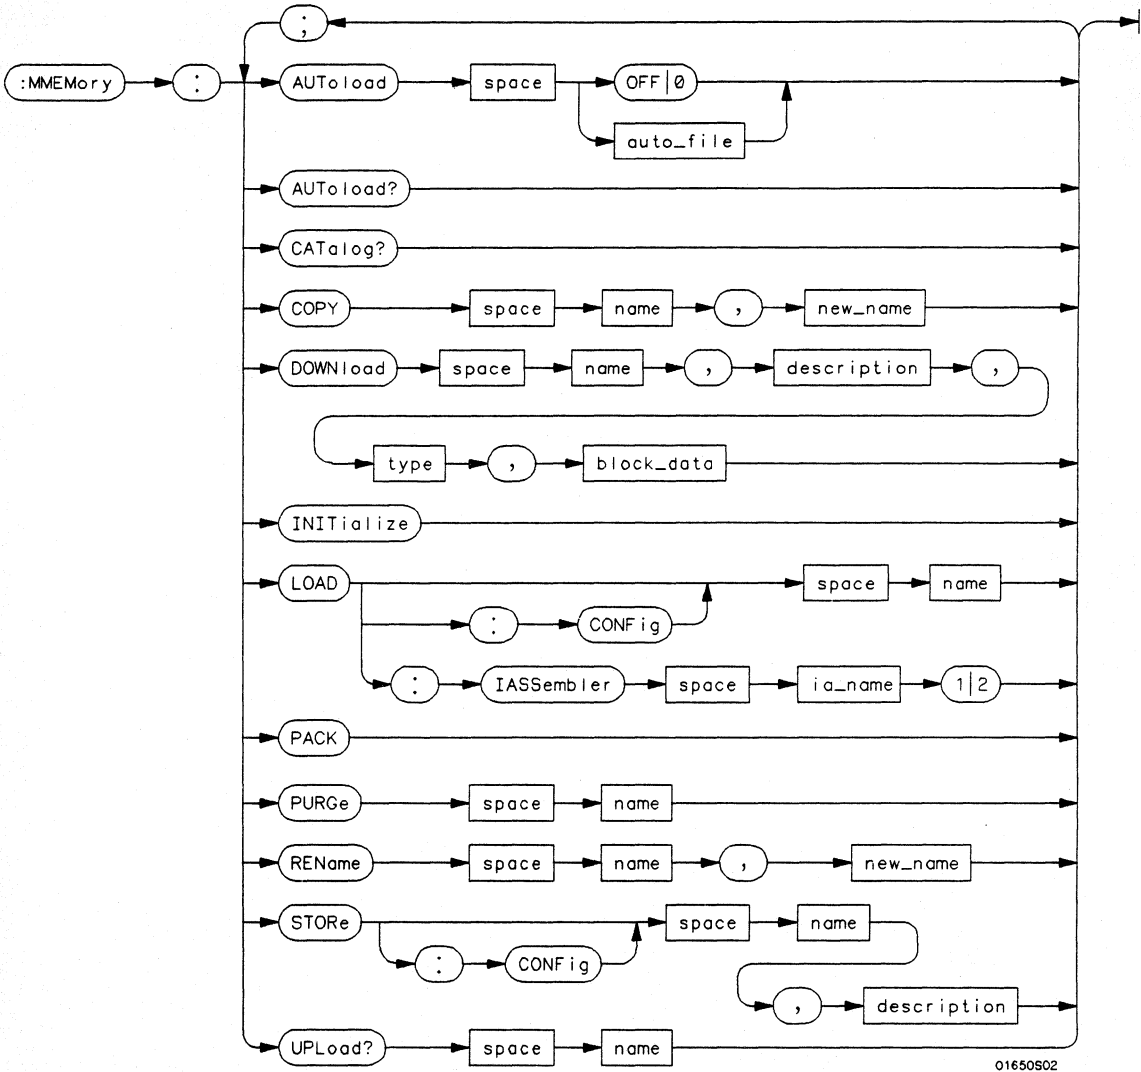 ;
:MMEMory : AUToload space OFF|0
auto_file
AUToload?
CATalog?
COPY space name , new_name
DOWNload space name , description ,
type , block_data
INITialize
LOAD space name
: CONFig
: IASSembler space ia_name 1|2
PACK
PURGe space name
REName space name , new_name
STORe space name
: CONFig
, description
UPLoad? space name
01650S02